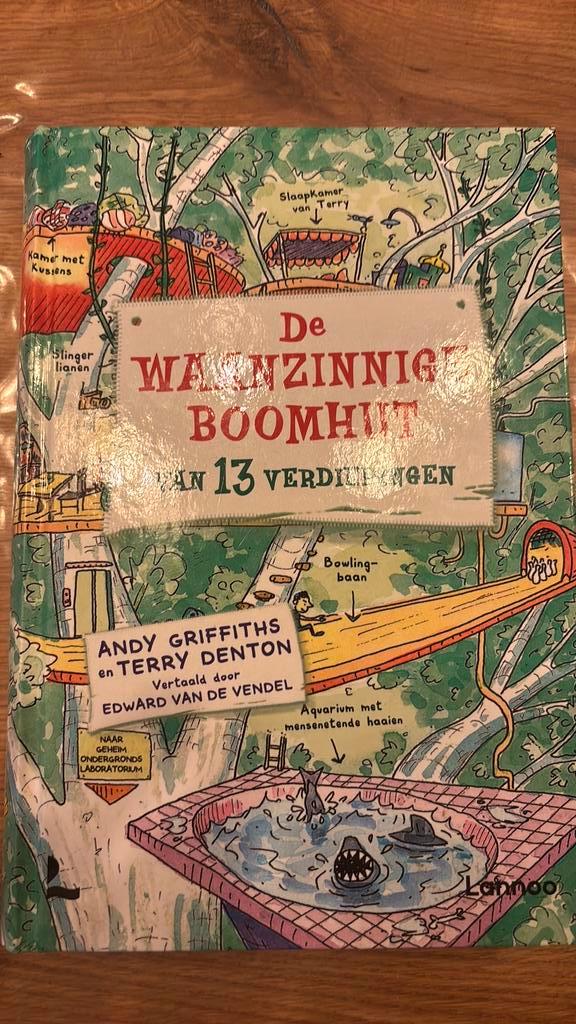 Slaapkamer
van Terry
Kamer met
Kussens
Slinger
lianen
De
WAANZINNIGE
BOOMHUT
VAN 13 VERDIEPINGEN
Bowling-
baan
ANDY GRIFFITHS
en TERRY DENTON
Vertaald door
EDWARD VAN DE VENDEL
Aquarium met
mensenetende haaien
NAAR
GEHEIM
ONDERGRONDS
LABORATORIUM
Lannoo